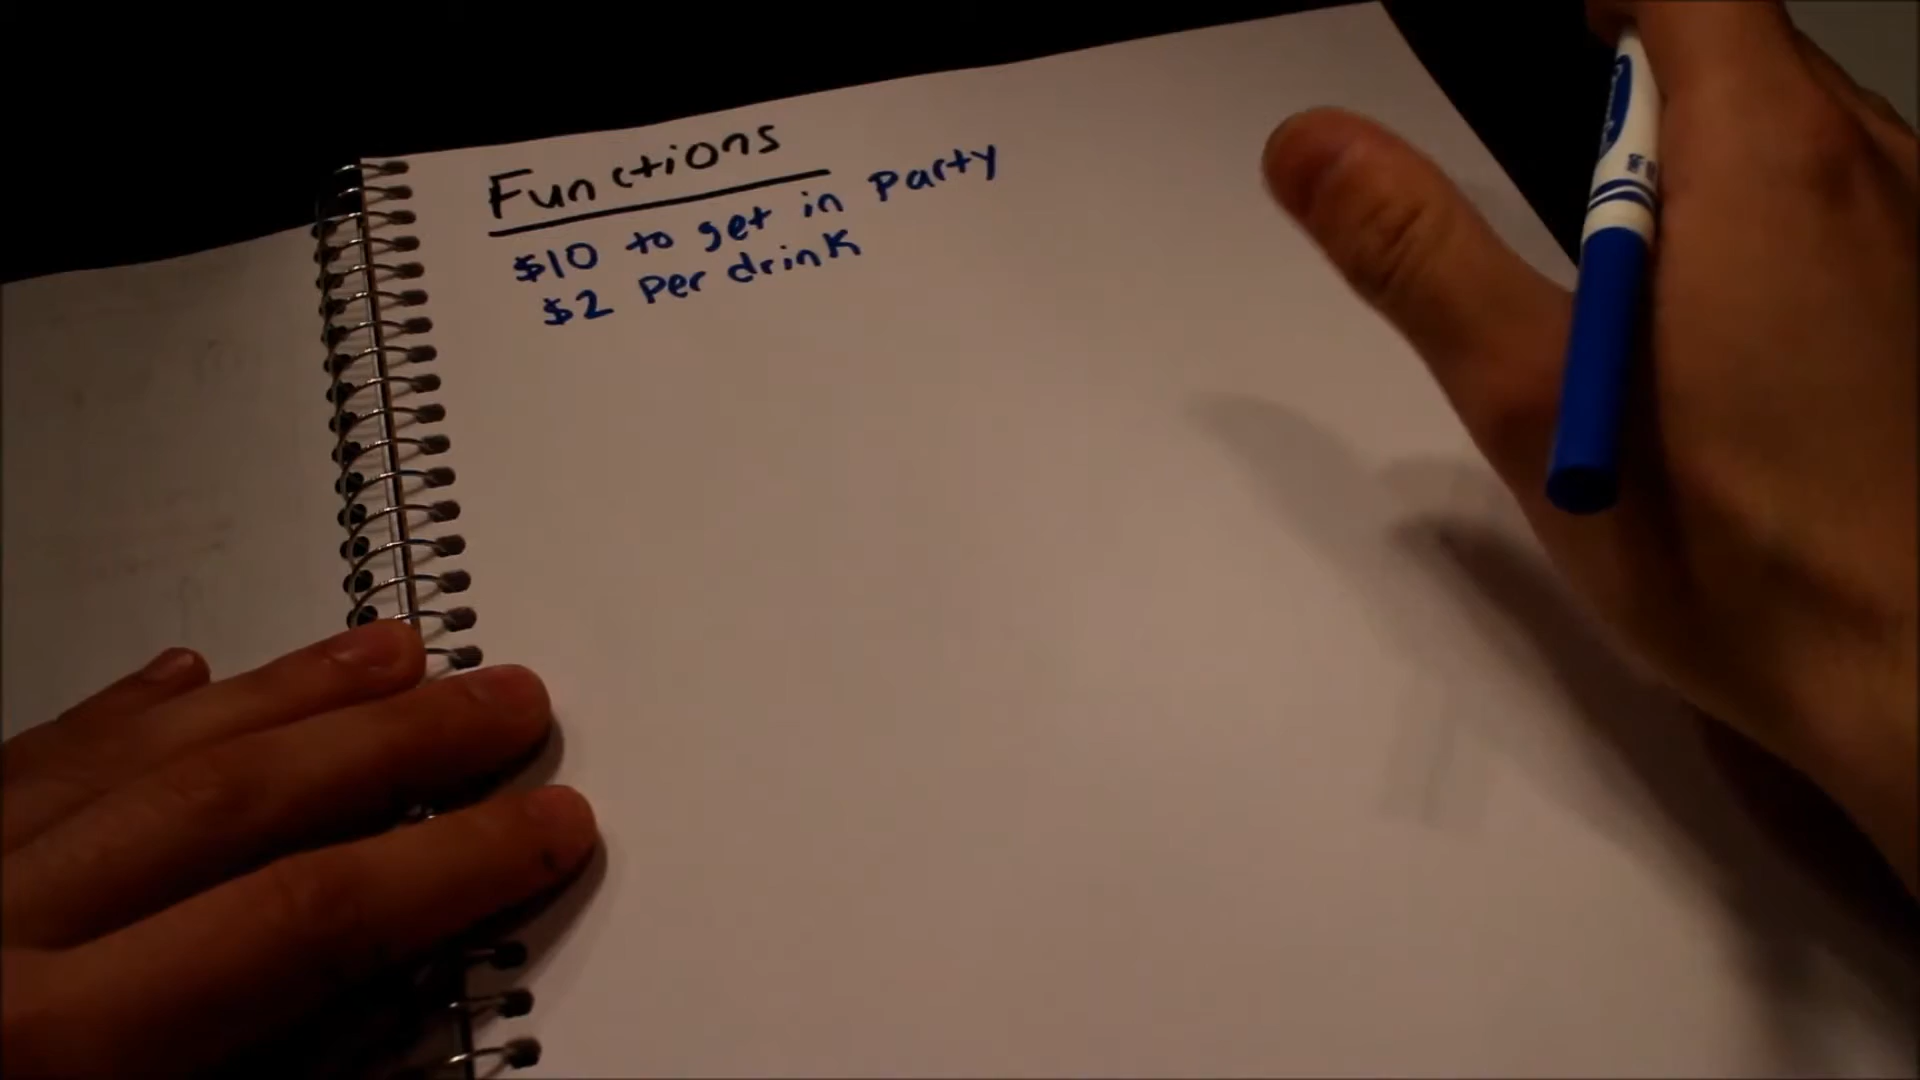 Functions
$10 to get in party
$2 per drink